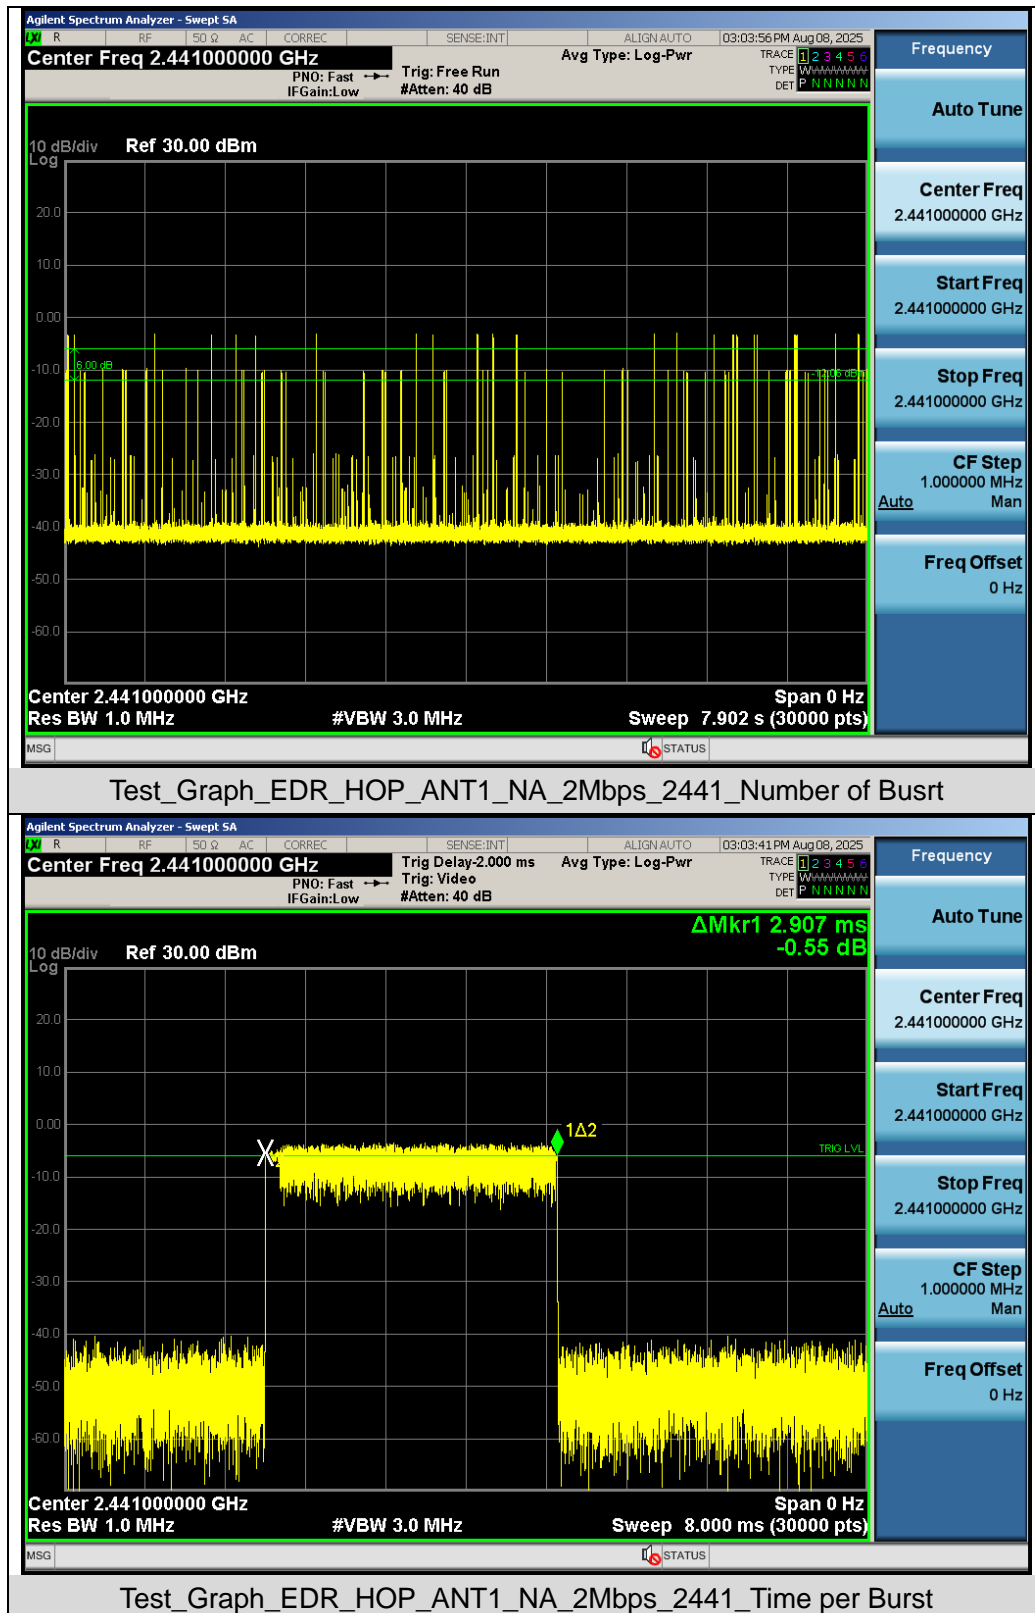 Agilent Spectrum Analyzer - Swept SA
LXI R RF 50 Ω AC CORREC SENSE:INT ALIGN AUTO 03:03:56 PM Aug 08, 2025
Center Freq 2.441000000 GHz Avg Type: Log-Pwr TRACE 1 2 3 4 5 6
PNO: Fast Trig: Free Run TYPE W
IFGain:Low #Atten: 40 dB DET P N N N N N
Frequency
Auto Tune
10 dB/div Ref 30.00 dBm
Log
20.0
10.0
0.00
-10.0
-20.0
-30.0
-40.0
-50.0
-60.0
6.00 dB
-12.06 dBm
Center Freq
2.441000000 GHz
Start Freq
2.441000000 GHz
Stop Freq
2.441000000 GHz
CF Step
1.000000 MHz
Auto Man
Freq Offset
0 Hz
Center 2.441000000 GHz Span 0 Hz
Res BW 1.0 MHz #VBW 3.0 MHz Sweep 7.902 s (30000 pts)
MSG STATUS
Test_Graph_EDR_HOP_ANT1_NA_2Mbps_2441_Number of Busrt
Agilent Spectrum Analyzer - Swept SA
LXI R RF 50 Ω AC CORREC SENSE:INT ALIGN AUTO 03:03:41 PM Aug 08, 2025
Center Freq 2.441000000 GHz Trig Delay-2.000 ms Avg Type: Log-Pwr TRACE 1 2 3 4 5 6
PNO: Fast Trig: Video TYPE W
IFGain:Low #Atten: 40 dB DET P N N N N N
Frequency
Auto Tune
ΔMkr1 2.907 ms
-0.55 dB
10 dB/div Ref 30.00 dBm
Log
20.0
10.0
0.00
-10.0
-20.0
-30.0
-40.0
-50.0
-60.0
1Δ2
TRIG LVL
Center Freq
2.441000000 GHz
Start Freq
2.441000000 GHz
Stop Freq
2.441000000 GHz
CF Step
1.000000 MHz
Auto Man
Freq Offset
0 Hz
Center 2.441000000 GHz Span 0 Hz
Res BW 1.0 MHz #VBW 3.0 MHz Sweep 8.000 ms (30000 pts)
MSG STATUS
Test_Graph_EDR_HOP_ANT1_NA_2Mbps_2441_Time per Burst